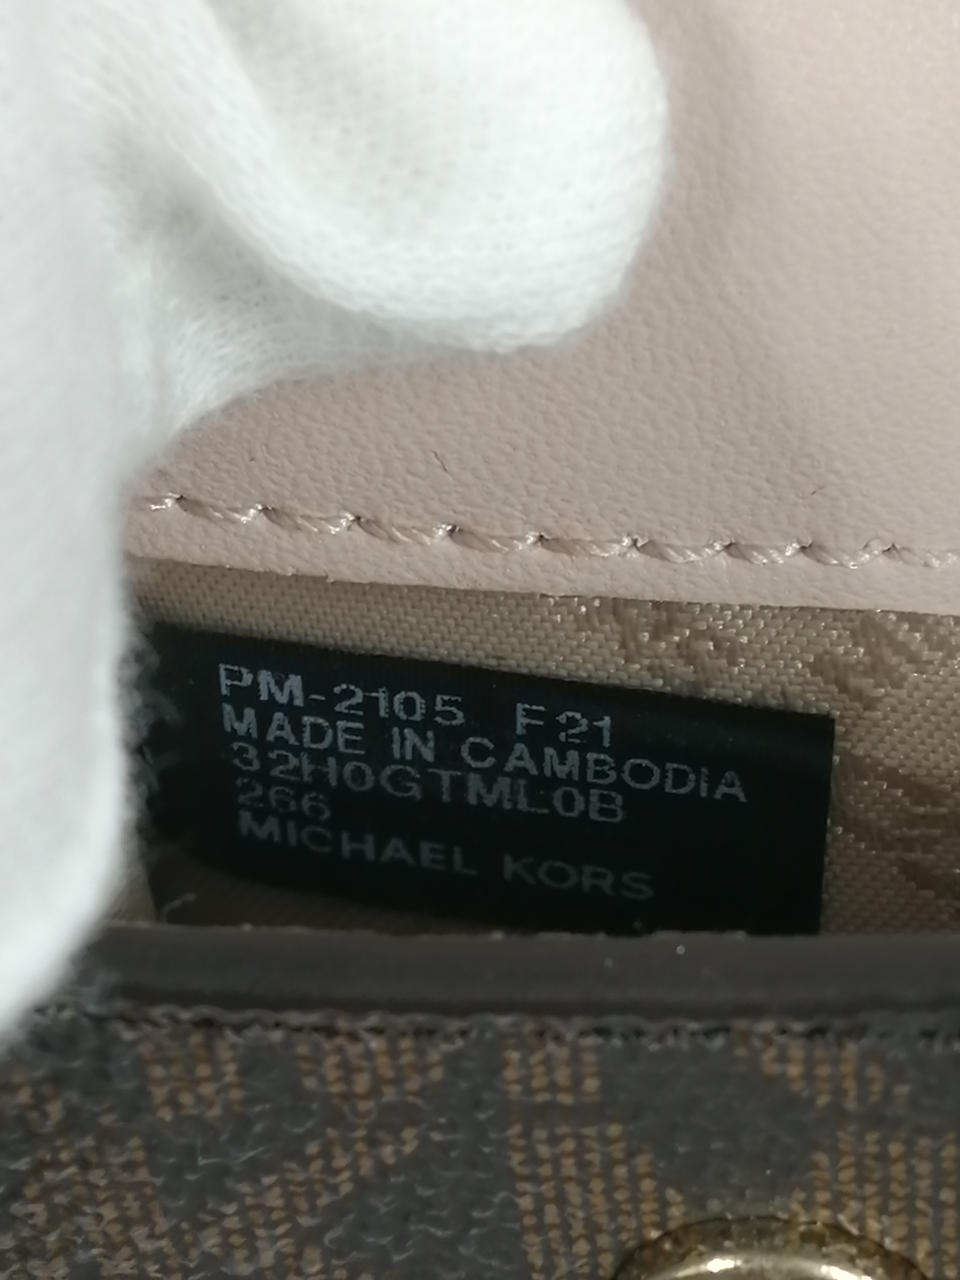 PM-2105 F21
MADE IN CAMBODIA
32H0GTML0B
266
MICHAEL KORS